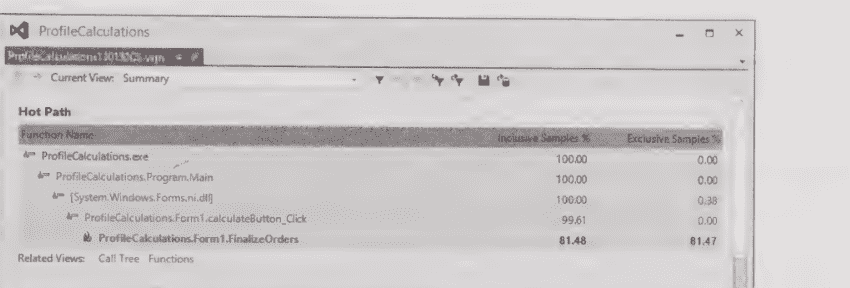 ProfileCalculations
Current View: Summary
Hot Path
Function Name Inclusive Samples % Exclusive Samples %
ProfileCalculations.exe 100.00 0.00
ProfileCalculations.Program.Main 100.00 0.00
[System.Windows.Forms.ni.dll] 100.00 0.38
ProfileCalculations.Form1.calculateButton_Click 99.61 0.00
ProfileCalculations.Form1.FinalizeOrders 81.48 81.47
Related Views: Call Tree Functions